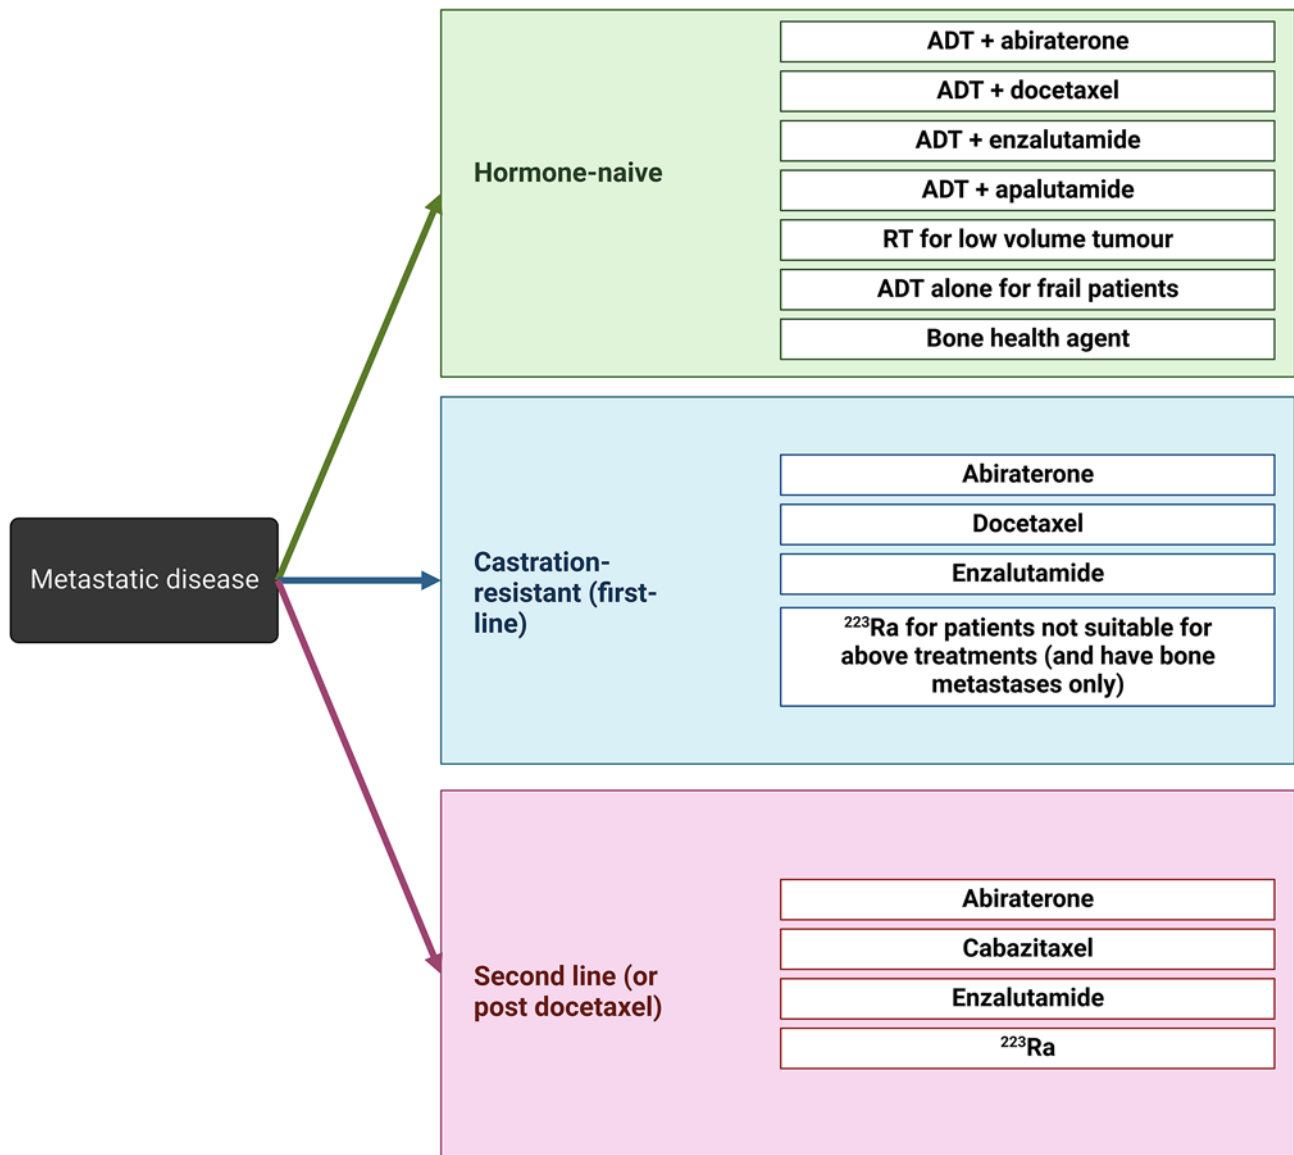 Metastatic disease
Hormone-naive
ADT + abiraterone
ADT + docetaxel
ADT + enzalutamide
ADT + apalutamide
RT for low volume tumour
ADT alone for frail patients
Bone health agent
Castration-
resistant (first-
line)
Abiraterone
Docetaxel
Enzalutamide
²²³Ra for patients not suitable for
above treatments (and have bone
metastases only)
Second line (or
post docetaxel)
Abiraterone
Cabazitaxel
Enzalutamide
²²³Ra